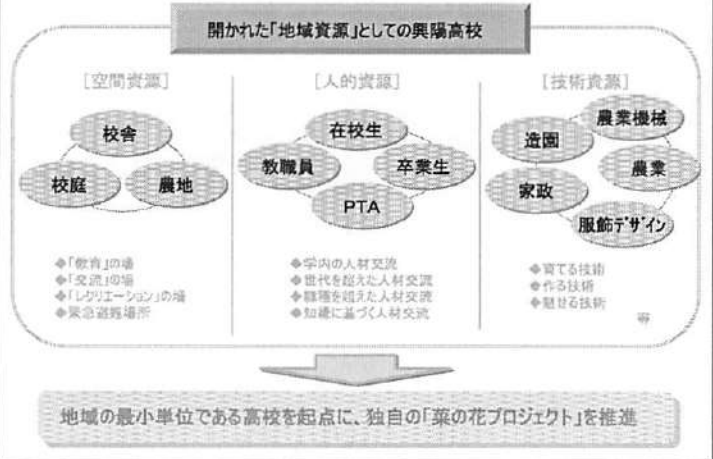 開かれた「地域資源」としての興陽高校
［空間資源］
校舎
校庭
農地
◆「教育」の場
◆「交流」の場
◆「レクリエーション」の場
◆緊急避難場所
［人的資源］
在校生
教職員
卒業生
PTA
◆学内の人材交流
◆世代を超えた人材交流
◆職種を超えた人材交流
◆知縁に基づく人材交流
［技術資源］
農業機械
造園
農業
家政
服飾デザイン
◆育てる技術
◆作る技術
◆魅せる技術
等
地域の最小単位である高校を起点に、独自の「菜の花プロジェクト」を推進